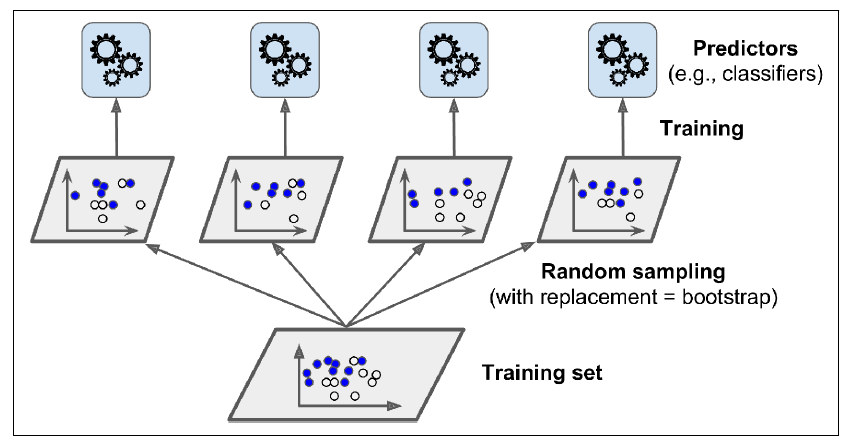 Predictors
(e.g., classifiers)
Training
Random sampling
(with replacement = bootstrap)
Training set